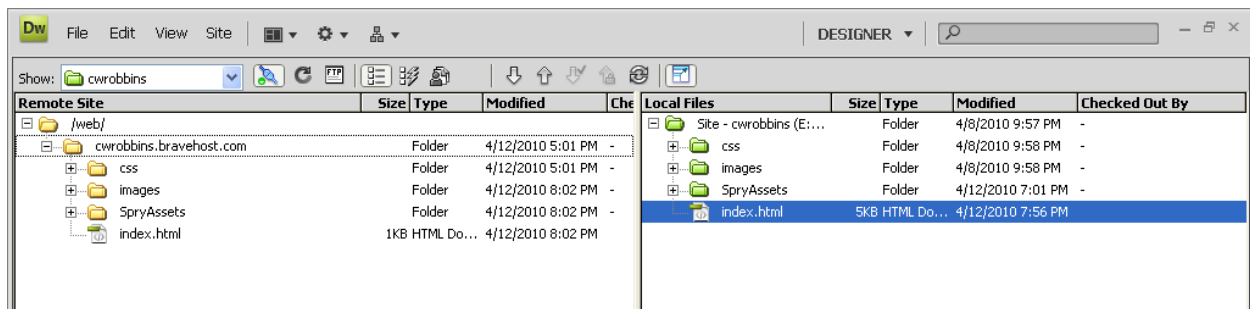 Dw File Edit View Site DESIGNER
Show: cwrobbins FTP
Remote Site Size Type Modified Che Local Files Size Type Modified Checked Out By
/web/ Site - cwrobbins (E:... Folder 4/8/2010 9:57 PM -
cwrobbins.bravehost.com Folder 4/12/2010 5:01 PM - css Folder 4/8/2010 9:58 PM -
css Folder 4/12/2010 5:01 PM - images Folder 4/8/2010 9:58 PM -
images Folder 4/12/2010 8:02 PM - SpryAssets Folder 4/12/2010 7:01 PM -
SpryAssets Folder 4/12/2010 8:02 PM - index.html 5KB HTML Do... 4/12/2010 7:56 PM
index.html 1KB HTML Do... 4/12/2010 8:02 PM